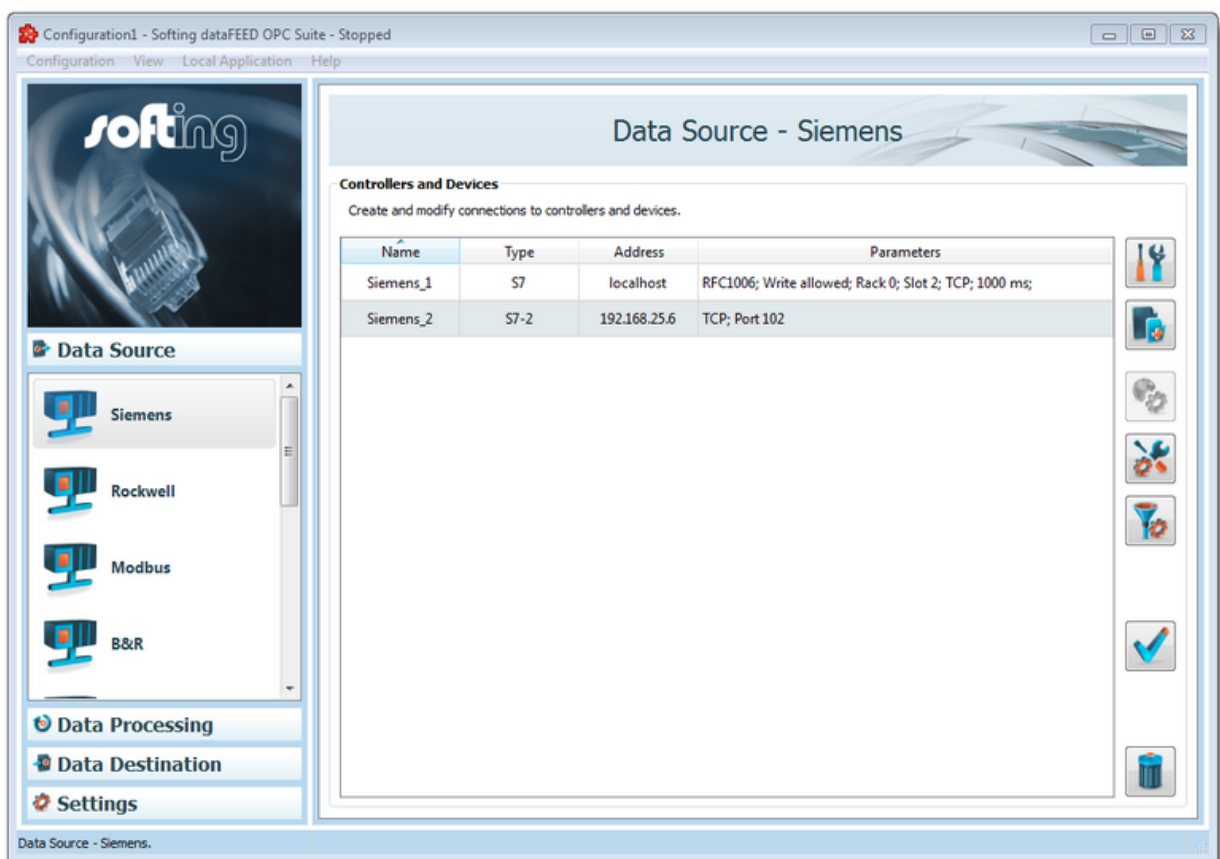 Configuration1 - Softing dataFEED OPC Suite - Stopped
Configuration View Local Application Help
softing
Data Source
Siemens
Rockwell
Modbus
B&R
Data Processing
Data Destination
Settings
Data Source - Siemens
Controllers and Devices
Create and modify connections to controllers and devices.
Name Type Address Parameters
Siemens_1 S7 localhost RFC1006; Write allowed; Rack 0; Slot 2; TCP; 1000 ms;
Siemens_2 S7-2 192.168.25.6 TCP; Port 102
Data Source - Siemens.